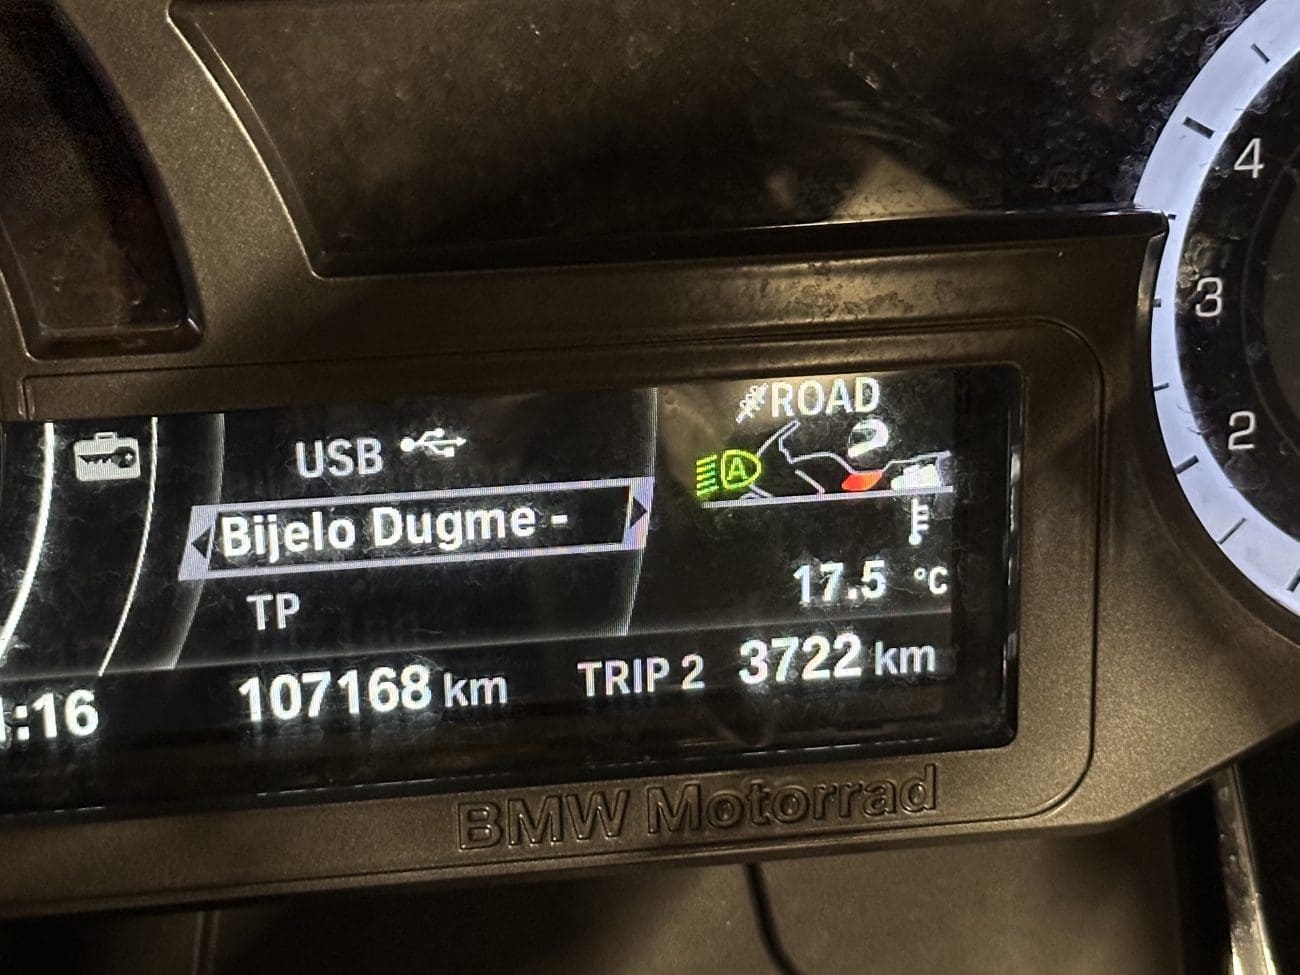 4
3
2
ROAD
USB
A
Bijelo Dugme -
17.5 °C
TP
:16
107168 km
TRIP 2 3722 km
BMW Motorrad